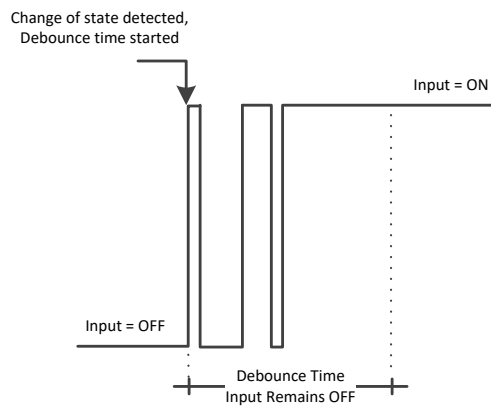 Change of state detected,
Debounce time started
Input = ON
Input = OFF
Debounce Time
Input Remains OFF